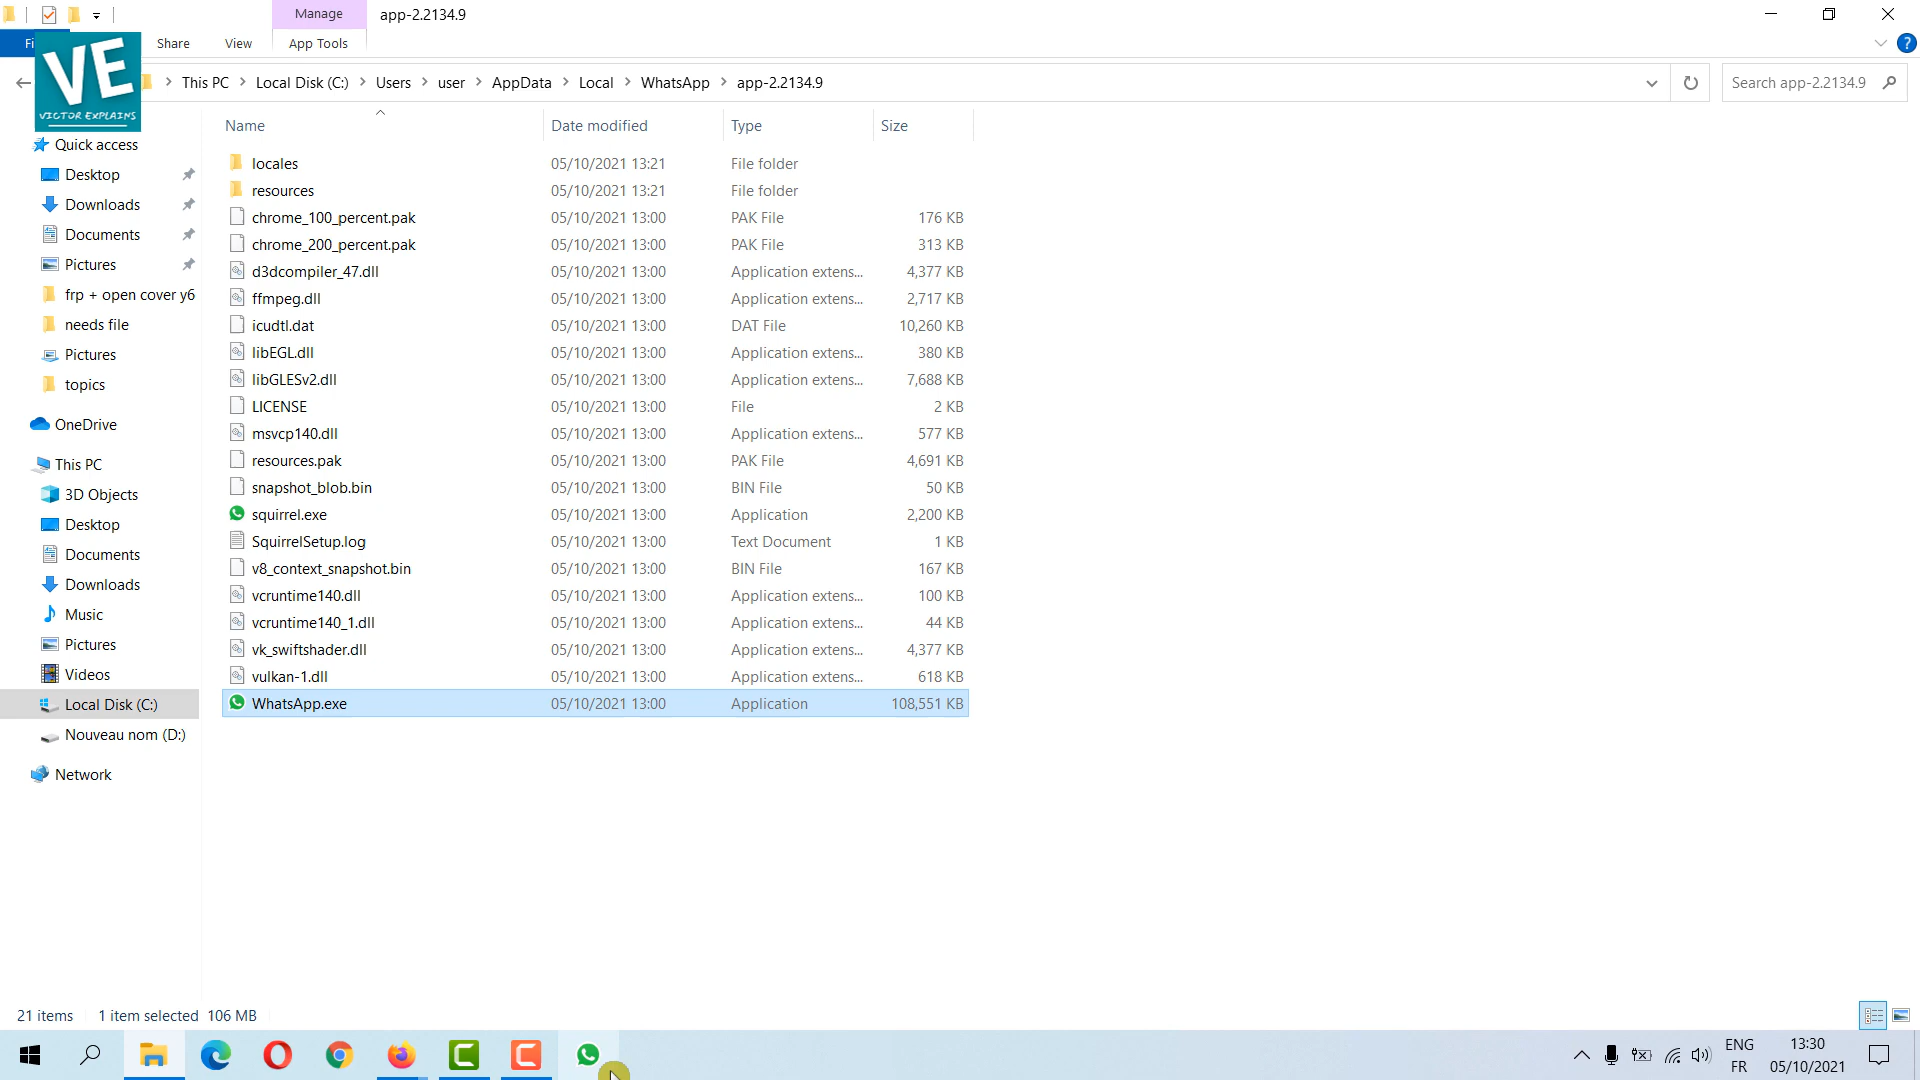 Manage
app-2.2134.9
Fi
Share
View
App Tools
VE
VICTOR EXPLAINS
This PC
Local Disk (C:)
Users
user
AppData
Local
WhatsApp
app-2.2134.9
Search app-2.2134.9
Name
Date modified
Type
Size
Quick access
Desktop
Downloads
Documents
Pictures
frp + open cover y6
needs file
Pictures
topics
OneDrive
This PC
3D Objects
Desktop
Documents
Downloads
Music
Pictures
Videos
Local Disk (C:)
Nouveau nom (D:)
Network
locales 05/10/2021 13:21 File folder
resources 05/10/2021 13:21 File folder
chrome_100_percent.pak 05/10/2021 13:00 PAK File 176 KB
chrome_200_percent.pak 05/10/2021 13:00 PAK File 313 KB
d3dcompiler_47.dll 05/10/2021 13:00 Application extens... 4,377 KB
ffmpeg.dll 05/10/2021 13:00 Application extens... 2,717 KB
icudtl.dat 05/10/2021 13:00 DAT File 10,260 KB
libEGL.dll 05/10/2021 13:00 Application extens... 380 KB
libGLESv2.dll 05/10/2021 13:00 Application extens... 7,688 KB
LICENSE 05/10/2021 13:00 File 2 KB
msvcp140.dll 05/10/2021 13:00 Application extens... 577 KB
resources.pak 05/10/2021 13:00 PAK File 4,691 KB
snapshot_blob.bin 05/10/2021 13:00 BIN File 50 KB
squirrel.exe 05/10/2021 13:00 Application 2,200 KB
SquirrelSetup.log 05/10/2021 13:00 Text Document 1 KB
v8_context_snapshot.bin 05/10/2021 13:00 BIN File 167 KB
vcruntime140.dll 05/10/2021 13:00 Application extens... 100 KB
vcruntime140_1.dll 05/10/2021 13:00 Application extens... 44 KB
vk_swiftshader.dll 05/10/2021 13:00 Application extens... 4,377 KB
vulkan-1.dll 05/10/2021 13:00 Application extens... 618 KB
WhatsApp.exe 05/10/2021 13:00 Application 108,551 KB
21 items 1 item selected 106 MB
ENG
FR
13:30
05/10/2021